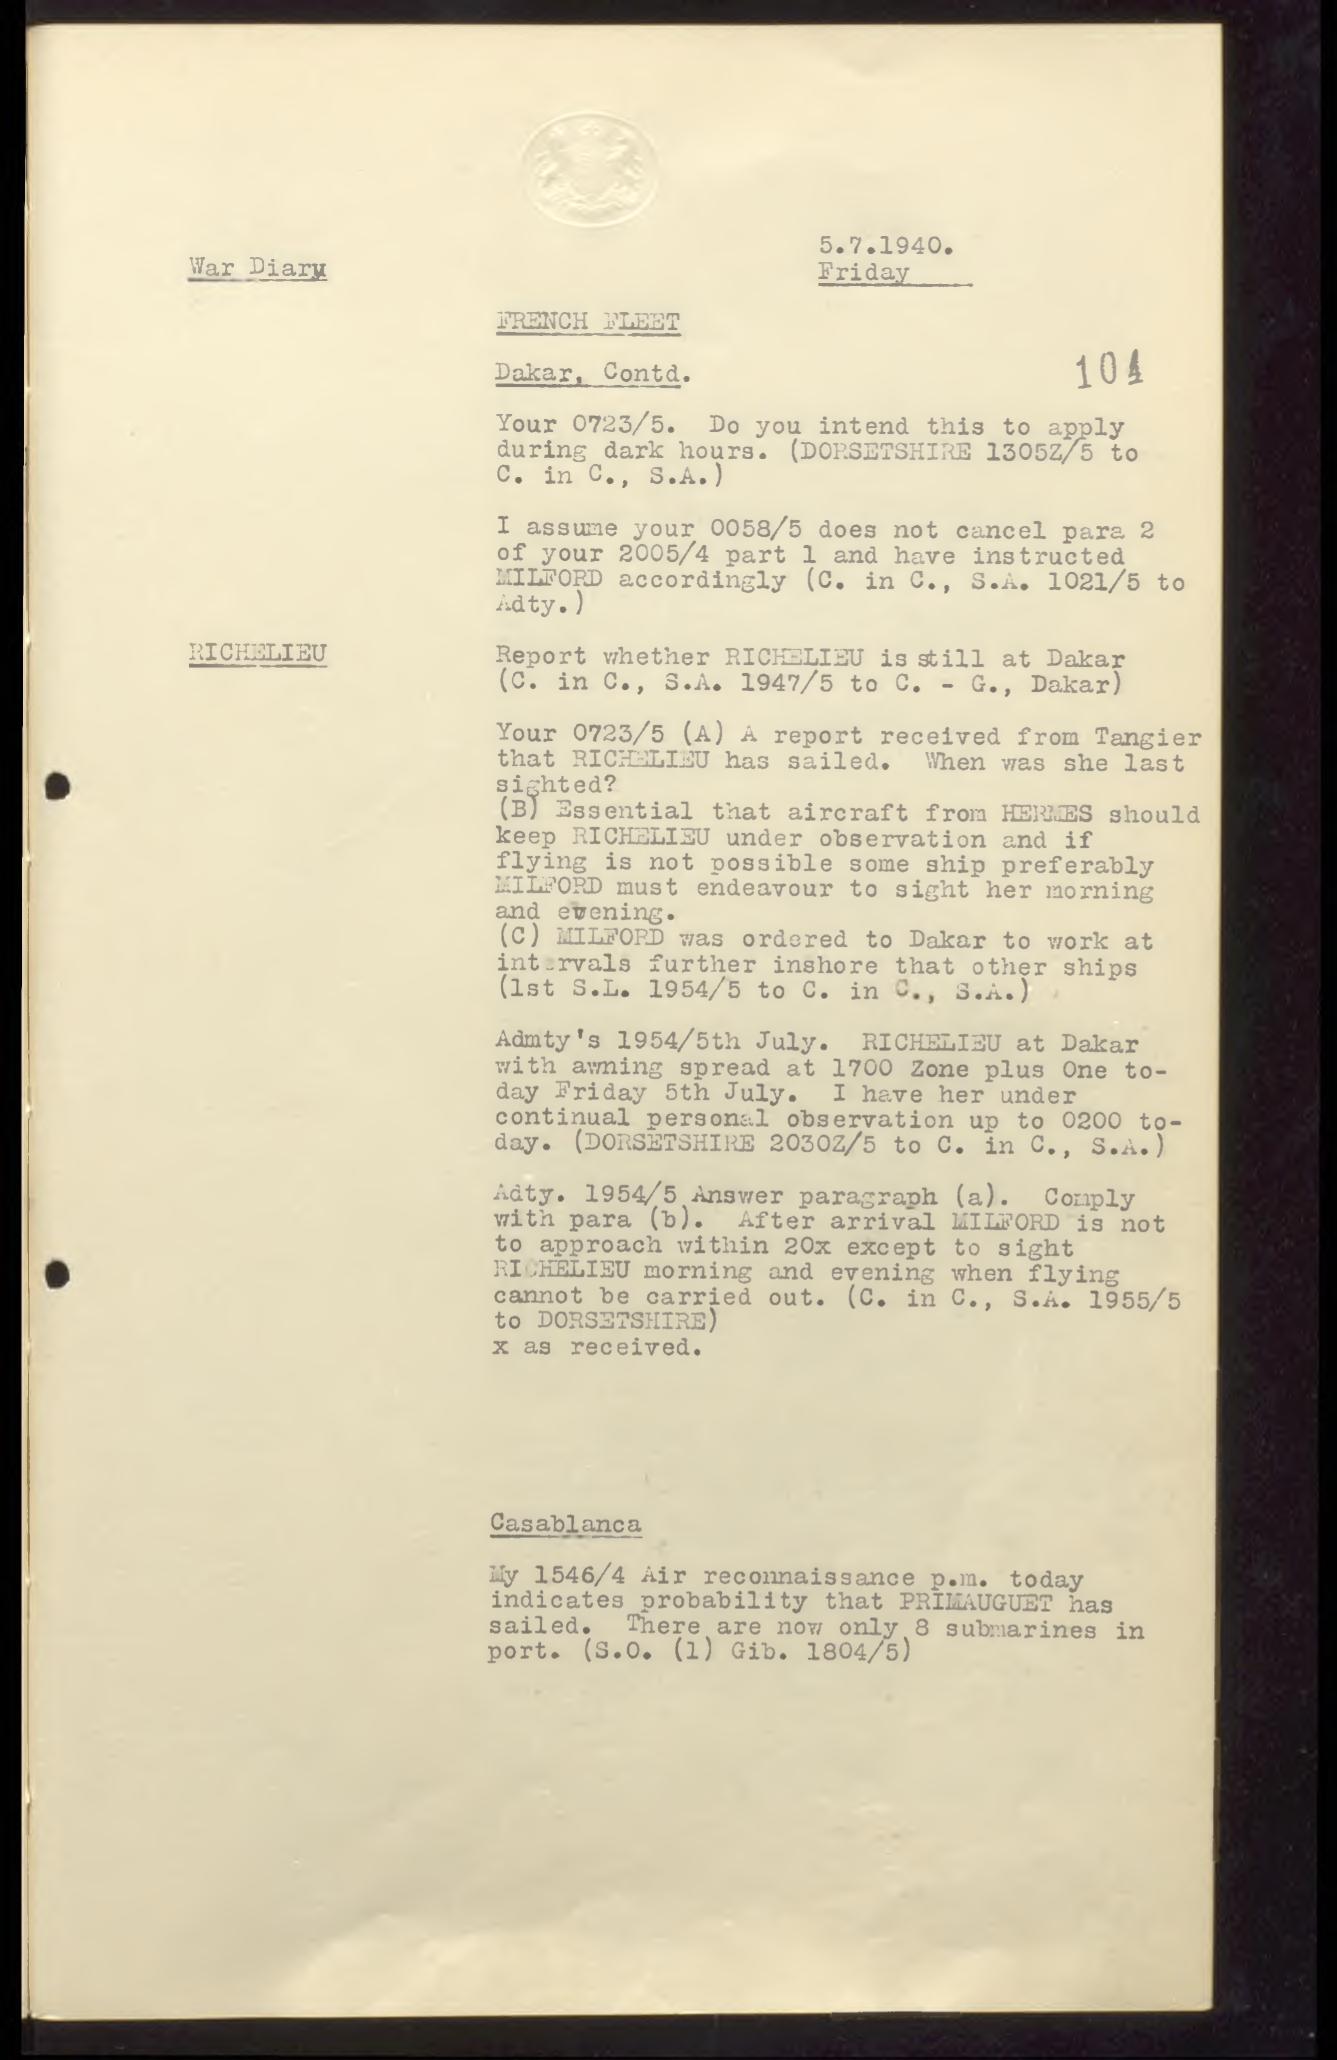 5.7.1940.
War Diary
Friday
FRENCH FLEET
Dakar, Contd.
104
Your 0723/5. Do you intend this to apply
during dark hours. (DORSETSHIRE 1305Z/5 to
C. in C., S.A.)
I assume your 0058/5 does not cancel para 2
of your 2005/4 part 1 and have instructed
MILFORD accordingly (C. in C., S.A. 1021/5 to
Adty.)
RICHELIEU
Report whether RICHELIEU is still at Dakar
(C. in C., S.A. 1947/5 to C. - G., Dakar)
Your 0723/5 (A) A report received from Tangier
that RICHELIEU has sailed. When was she last
sighted?
(B) Essential that aircraft from HERMES should
keep RICHELIEU under observation and if
flying is not possible some ship preferably
MILFORD must endeavour to sight her morning
and evening.
(C) MILFORD was ordered to Dakar to work at
intervals further inshore that other ships
(1st S.L. 1954/5 to C. in C., S.A.)
Admty's 1954/5th July. RICHELIEU at Dakar
with awning spread at 1700 Zone plus One to-
day Friday 5th July. I have her under
continual personal observation up to 0200 to-
day. (DORSETSHIRE 2030Z/5 to C. in C., S.A.)
Adty. 1954/5 Answer paragraph (a). Comply
with para (b). After arrival MILFORD is not
to approach within 20x except to sight
RICHELIEU morning and evening when flying
cannot be carried out. (C. in C., S.A. 1955/5
to DORSETSHIRE)
x as received.
Casablanca
My 1546/4 Air reconnaissance p.m. today
indicates probability that PRIMAUGUET has
sailed. There are now only 8 submarines in
port. (S.O. (1) Gib. 1804/5)